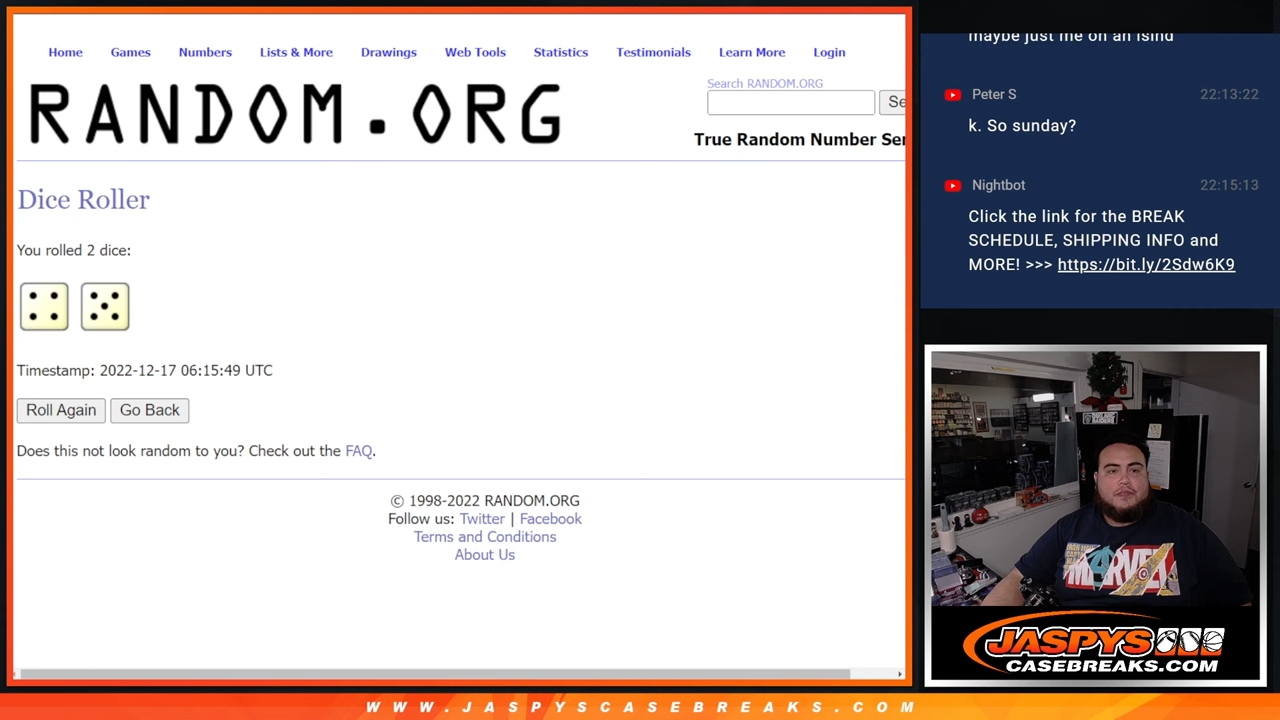 Home Games Numbers Lists & More Drawings Web Tools Statistics Testimonials Learn More Login
RANDOM.ORG
Search RANDOM.ORG
Se
True Random Number Ser
Dice Roller
You rolled 2 dice:
Timestamp: 2022-12-17 06:15:49 UTC
Roll Again Go Back
Does this not look random to you? Check out the FAQ.
© 1998-2022 RANDOM.ORG
Follow us: Twitter | Facebook
Terms and Conditions
About Us
maybe just me on an islnd
Peter S 22:13:22
k. So sunday?
Nightbot 22:15:13
Click the link for the BREAK
SCHEDULE, SHIPPING INFO and
MORE! >>> https://bit.ly/2Sdw6K9
MARVEL
JASPYS
CASEBREAKS.COM
WWW.JASPYSCASEBREAKS.COM